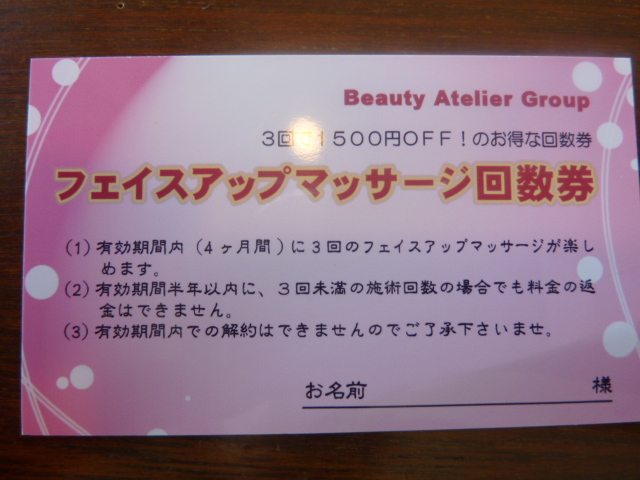 Beauty Atelier Group
3回で1500円OFF！のお得な回数券
フェイスアップマッサージ回数券
(1) 有効期間内（4ヶ月間）に3回のフェイスアップマッサージが楽し
めます。
(2) 有効期間半年以内に、3回未満の施術回数の場合でも料金の返
金はできません。
(3) 有効期間内での解約はできませんのでご了承下さいませ。
お名前 様